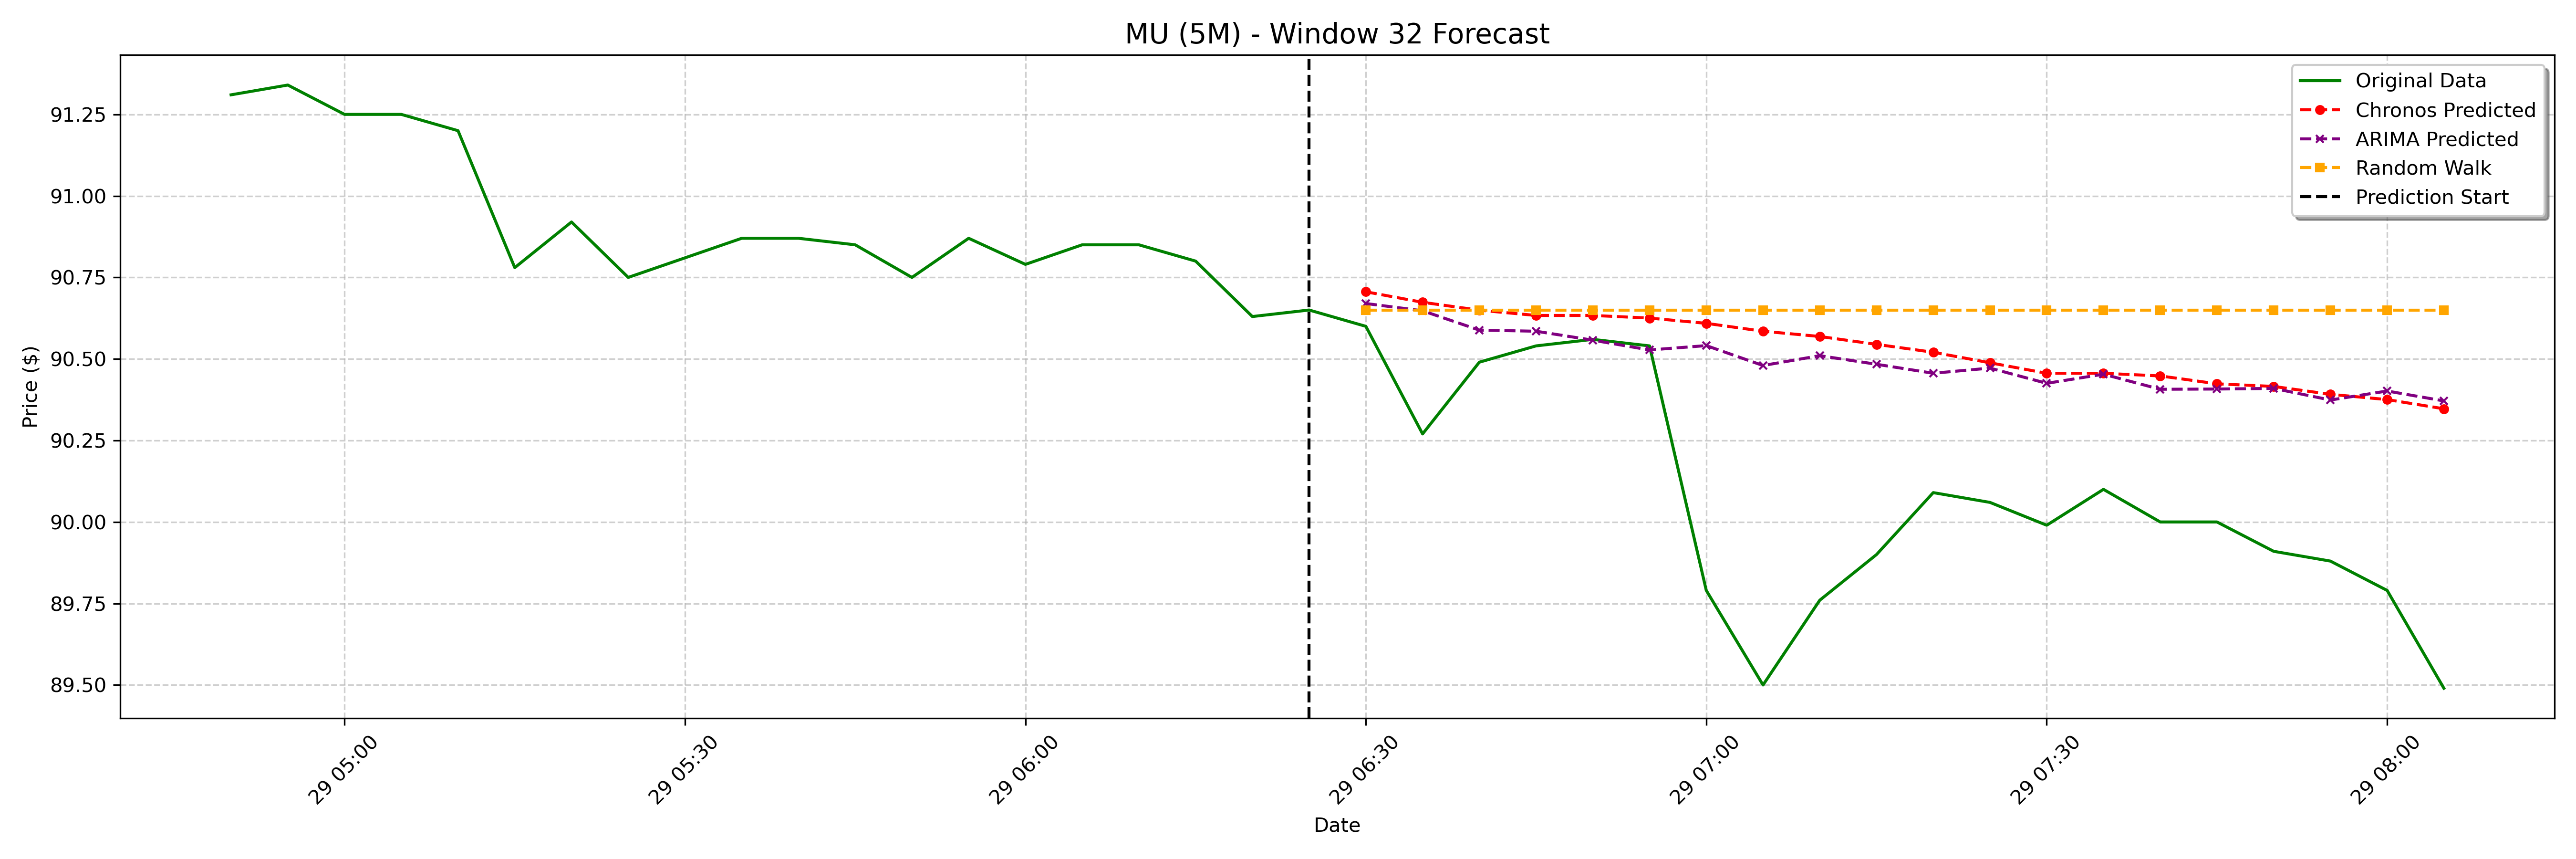 MU (5M) - Window 32 Forecast
Original Data
Chronos Predicted
ARIMA Predicted
Random Walk
Prediction Start
Price ($)
91.25
91.00
90.75
90.50
90.25
90.00
89.75
89.50
29 05:00
29 05:30
29 06:00
29 06:30
29 07:00
29 07:30
29 08:00
Date